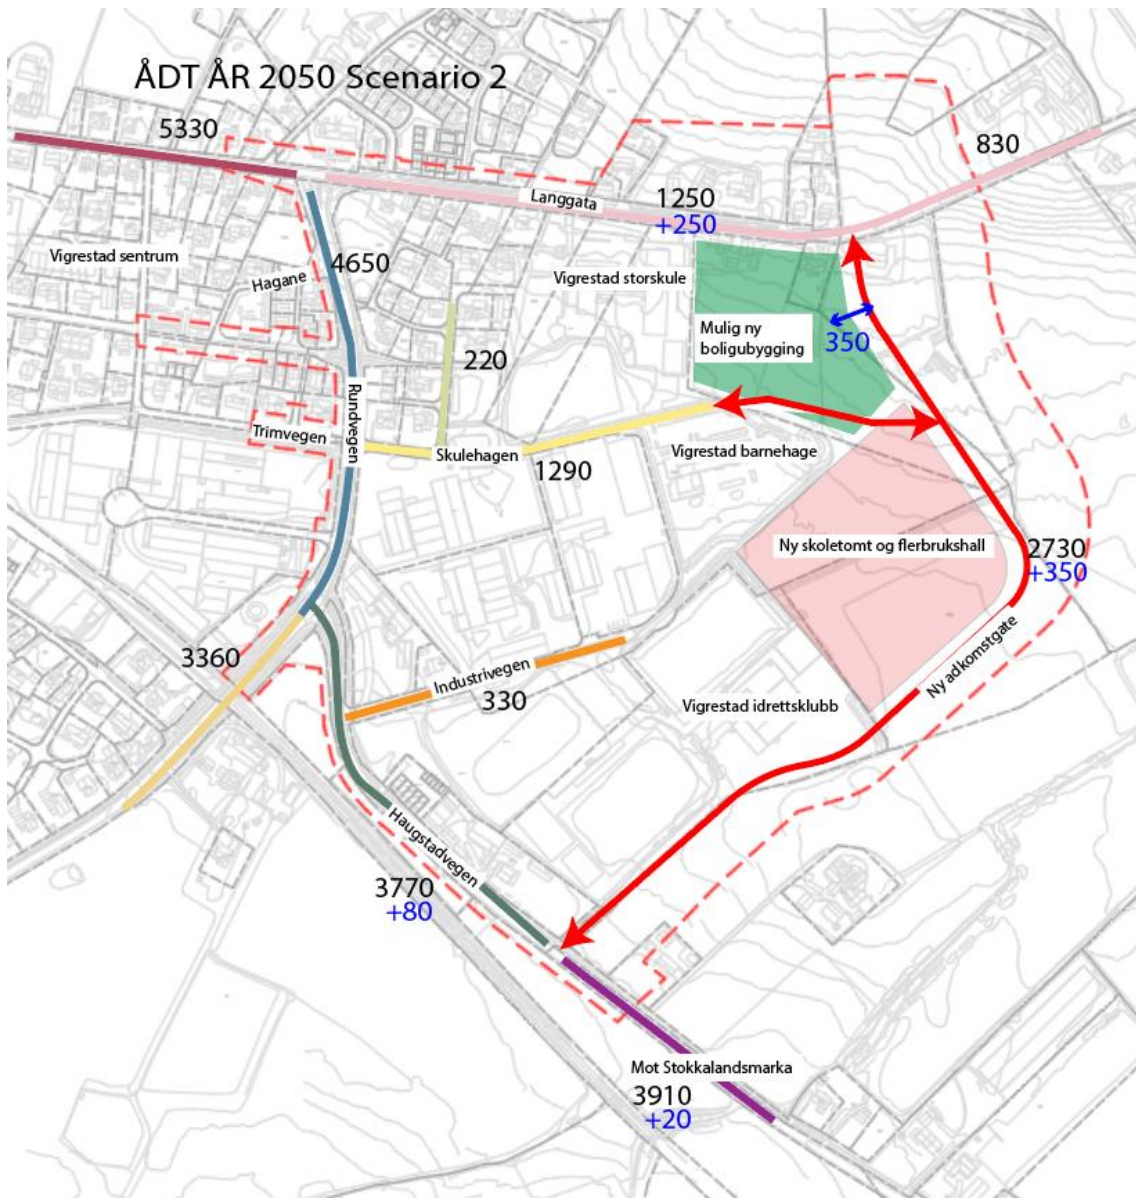 ÅDT ÅR 2050 Scenario 2
5330
830
Langgata
1250
+250
Vigrestad sentrum
Hagane
4650
Vigrestad storskule
Mulig ny
boligubygging
350
220
Rundvegen
Trimvegen
Skulehagen
1290
Vigrestad barnehage
Ny skoletomt og flerbrukshall
2730
+350
Ny adkomstgate
3360
Industrivegen
330
Vigrestad idrettsklubb
Haugstadvegen
3770
+80
Mot Stokkalandsmarka
3910
+20